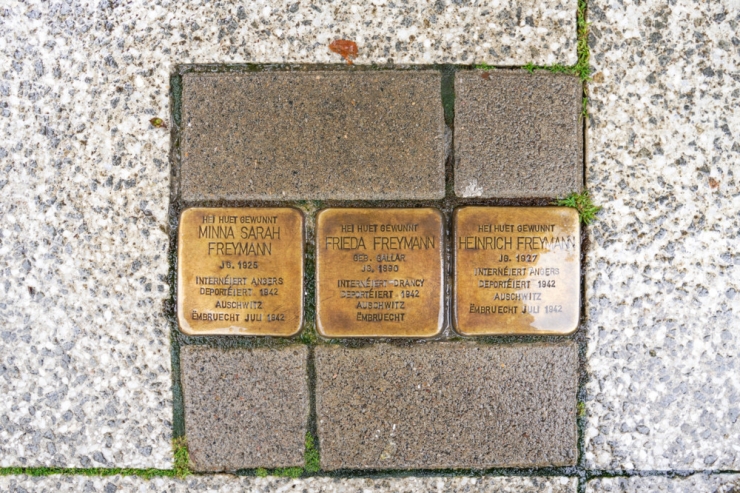 HEI HUET GEWUNNT
MINNA SARAH
FREYMANN
JG. 1925
INTERNÉIERT ANGERS
DEPORTÉIERT 1942
AUSCHWITZ
ËMBRUECHT JULI 1942
HEI HUET GEWUNNT
FRIEDA FREYMANN
GEB. GALLAR
JG. 1890
INTERNÉIERT DRANCY
DEPORTÉIERT 1942
AUSCHWITZ
ËMBRUECHT
HEI HUET GEWUNNT
HEINRICH FREYMANN
JG. 1927
INTERNÉIERT ANGERS
DEPORTÉIERT 1942
AUSCHWITZ
ËMBRUECHT JULI 1942